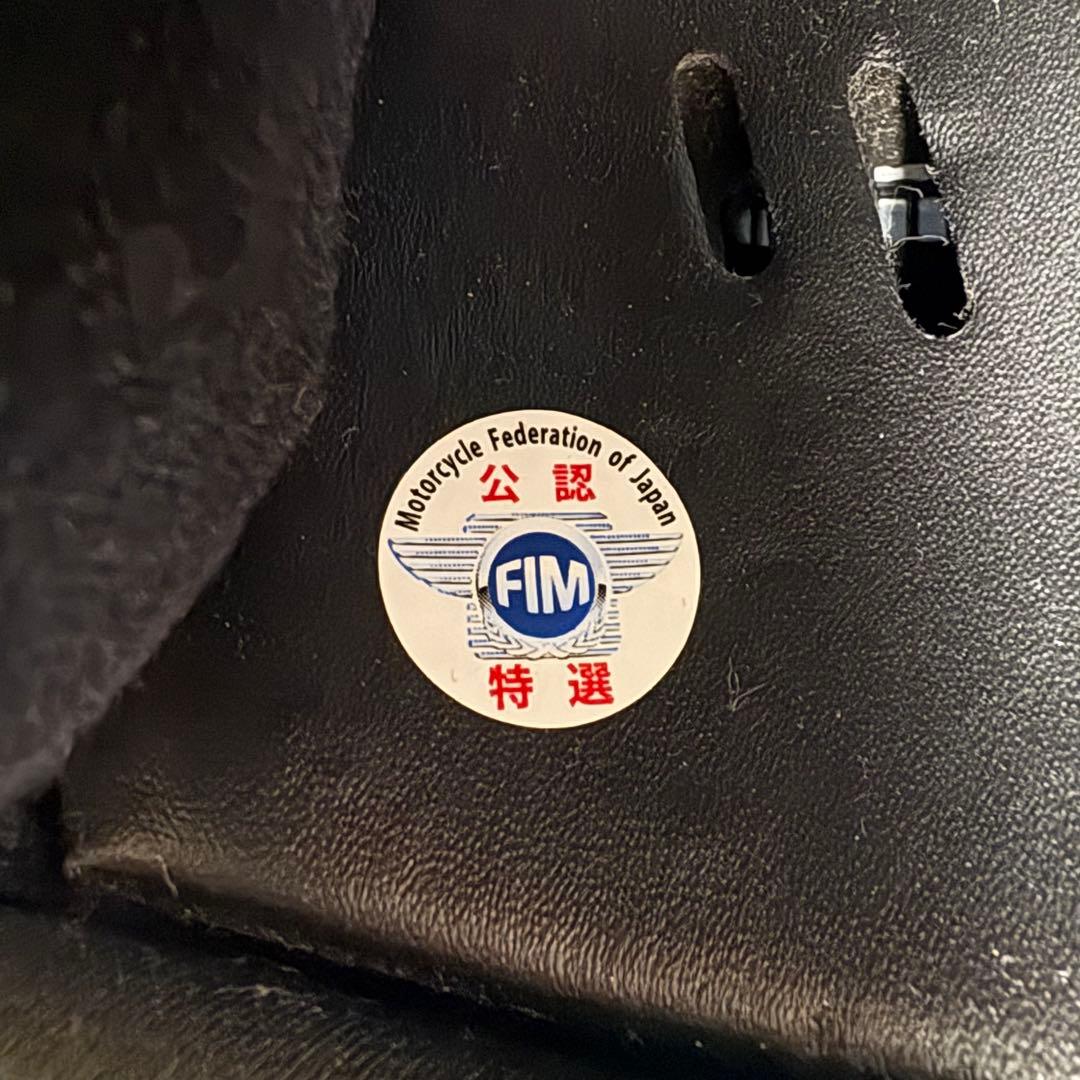 Motorcycle Federation of Japan
公認
FIM
特選